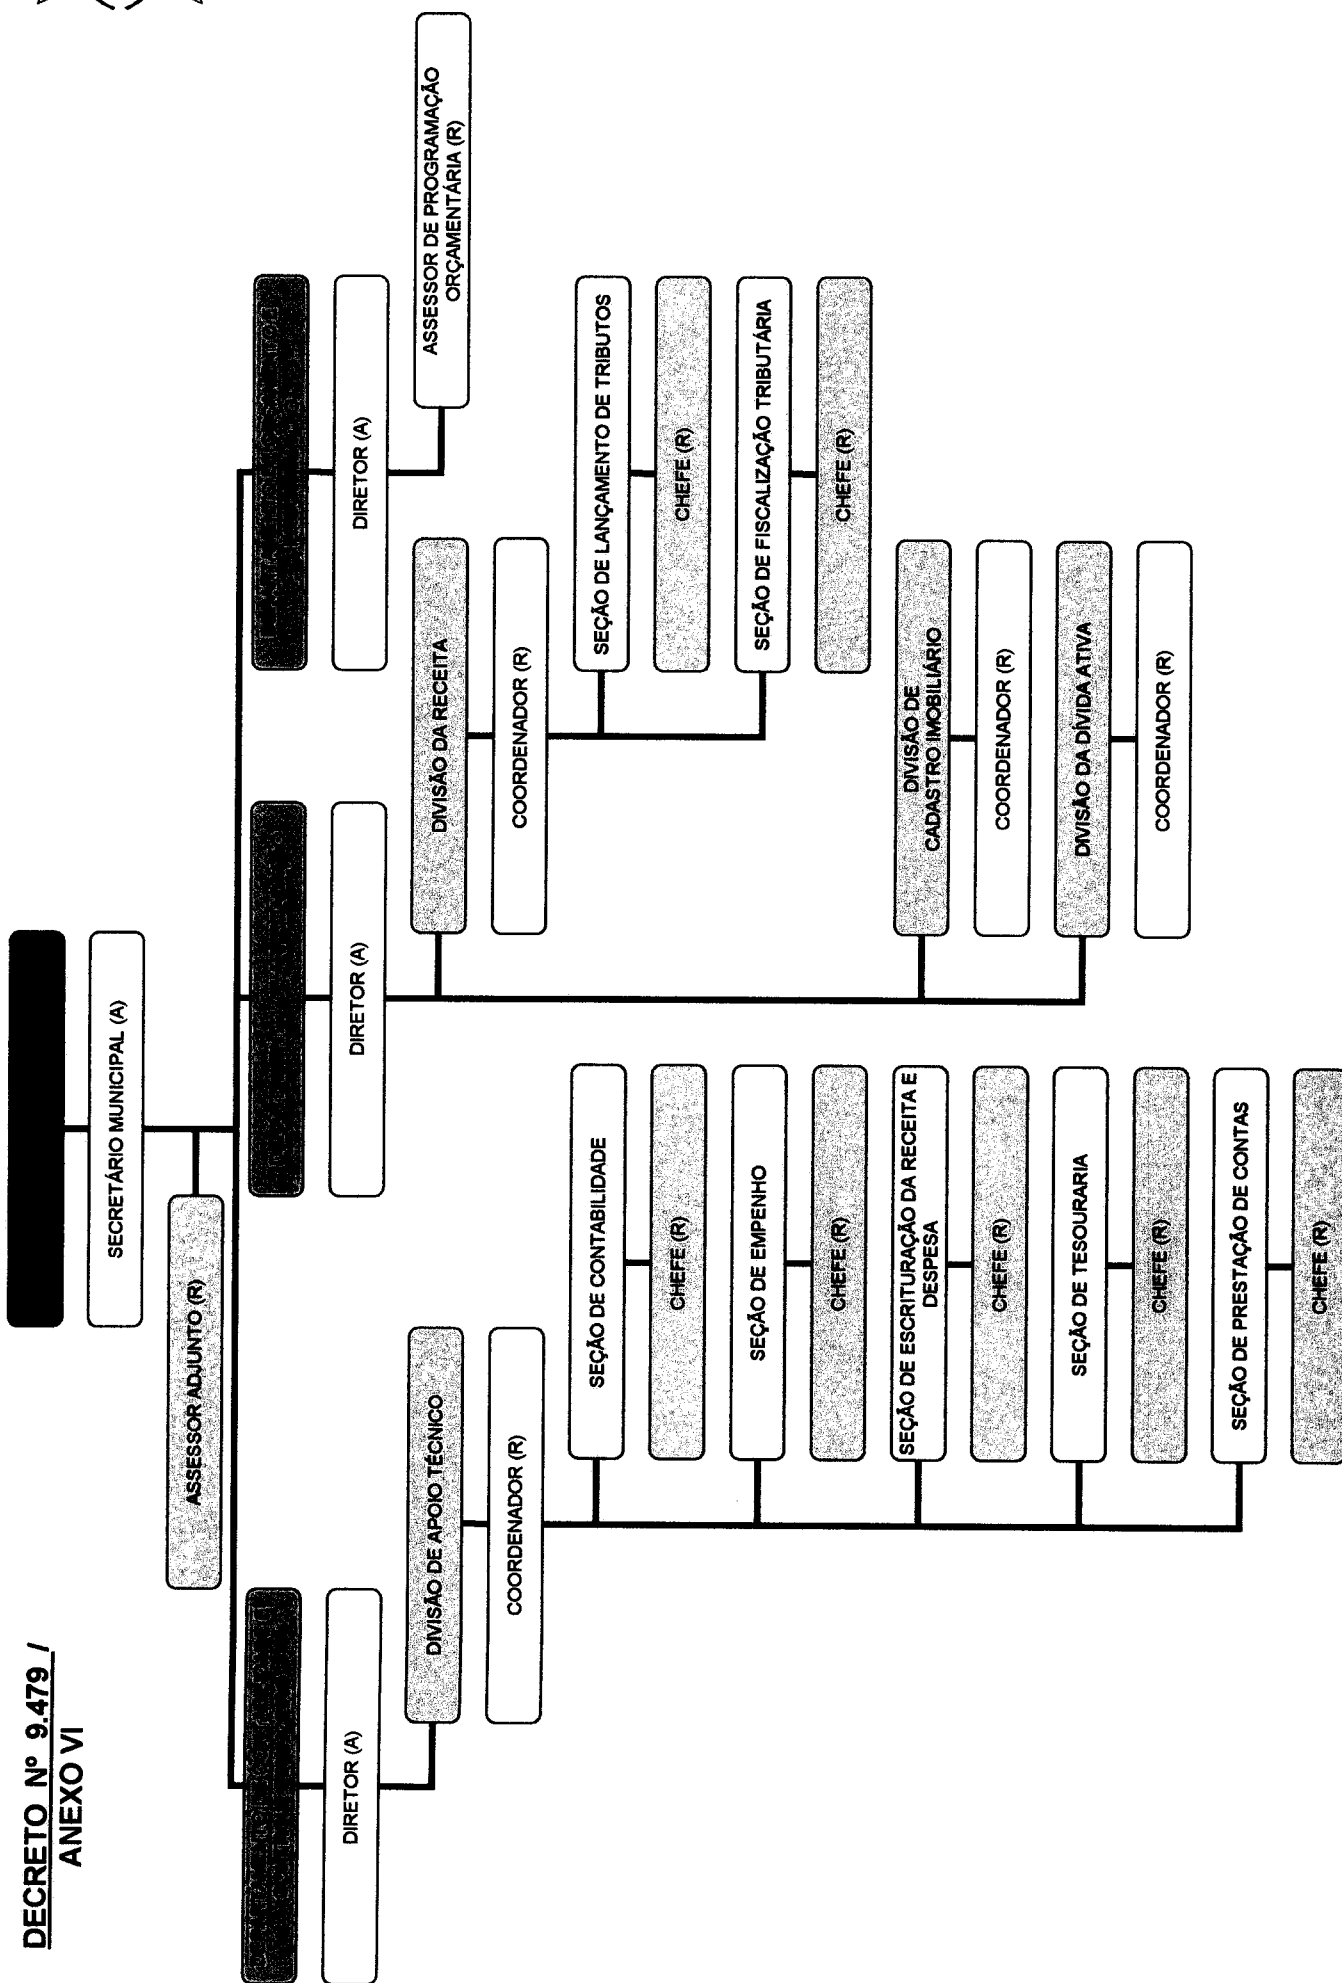 DECRETO Nº 9.479 /
ANEXO VI
SECRETÁRIO MUNICIPAL (A)
ASSESSOR ADJUNTO (R)
DIRETOR (A)
DIVISÃO DE APOIO TÉCNICO
COORDENADOR (R)
SEÇÃO DE CONTABILIDADE
CHEFE (R)
SEÇÃO DE EMPENHO
CHEFE (R)
SEÇÃO DE ESCRITURAÇÃO DA RECEITA E
DESPESA
CHEFE (R)
SEÇÃO DE TESOURARIA
CHEFE (R)
SEÇÃO DE PRESTAÇÃO DE CONTAS
CHEFE (R)
DIRETOR (A)
DIVISÃO DA RECEITA
COORDENADOR (R)
SEÇÃO DE LANÇAMENTO DE TRIBUTOS
CHEFE (R)
SEÇÃO DE FISCALIZAÇÃO TRIBUTÁRIA
CHEFE (R)
DIVISÃO DE
CADASTRO IMOBILIÁRIO
COORDENADOR (R)
DIVISÃO DA DÍVIDA ATIVA
COORDENADOR (R)
DIRETOR (A)
ASSESSOR DE PROGRAMAÇÃO
ORÇAMENTÁRIA (R)